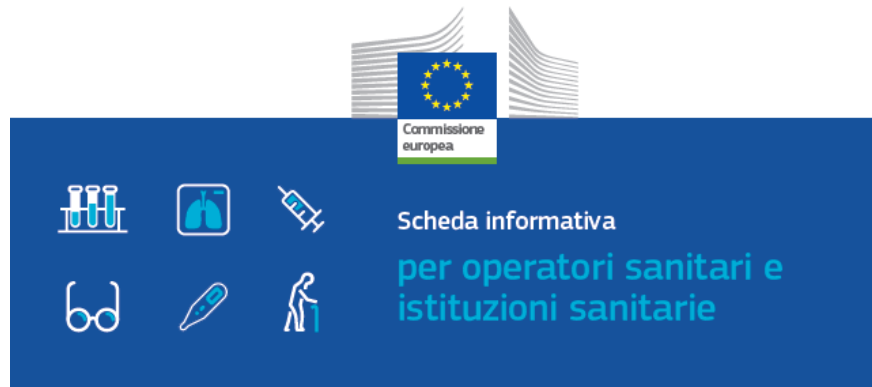 Commissione
europea
Scheda informativa
per operatori sanitari e
istituzioni sanitarie